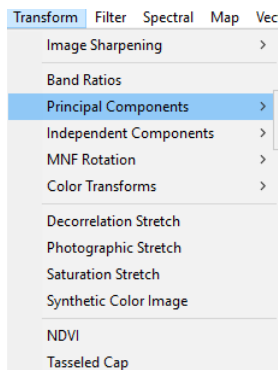 Transform Filter Spectral Map Vec
Image Sharpening >
Band Ratios
Principal Components >
Independent Components >
MNF Rotation >
Color Transforms >
Decorrelation Stretch
Photographic Stretch
Saturation Stretch
Synthetic Color Image
NDVI
Tasseled Cap